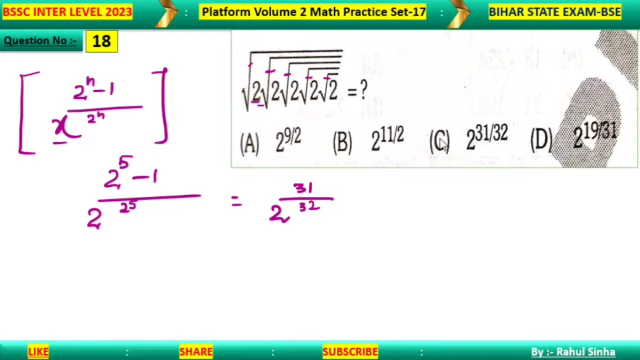 BSSC INTER LEVEL 2023 Platform Volume 2 Math Practice Set-17 BIHAR STATE EXAM-BSE
Question No : 18
√2√2√2√2√2 = ?
(A) 2^9/2 (B) 2^11/2 (C) 2^31/32 (D) 2^19/31
[ x^(2^n - 1)/2^n ]
2^(2^5 - 1)/2^5 = 2^31/32
LIKE SHARE SUBSCRIBE By :- Rahul Sinha